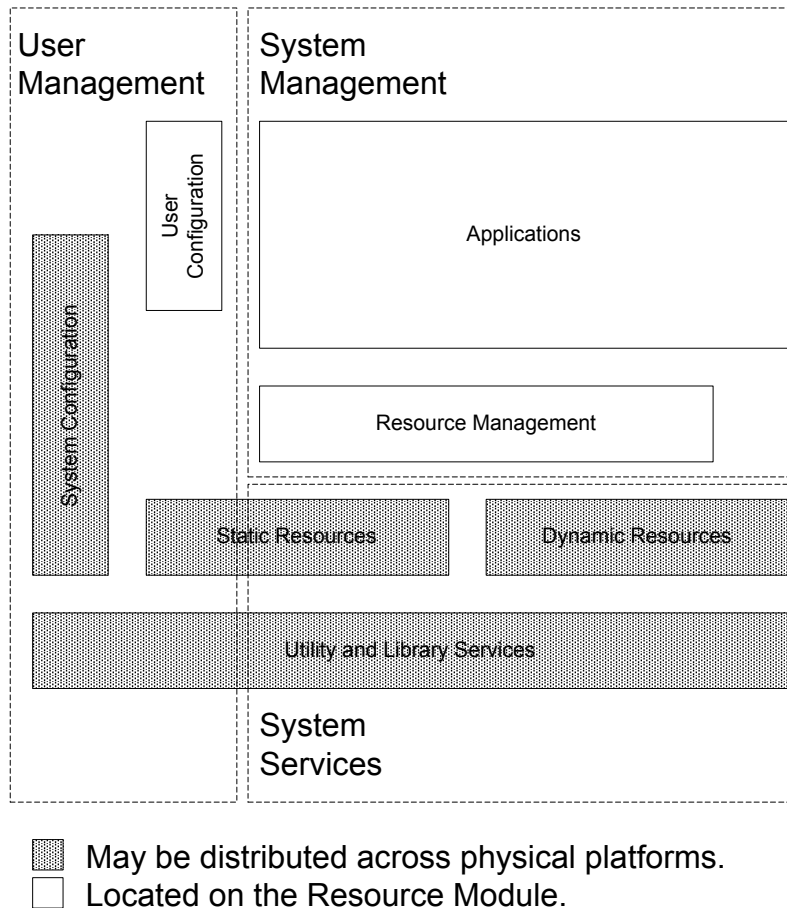 User
Management
System
Management
User
Configuration
Applications
System Configuration
Resource Management
Static Resources
Dynamic Resources
Utility and Library Services
System
Services
May be distributed across physical platforms.
Located on the Resource Module.